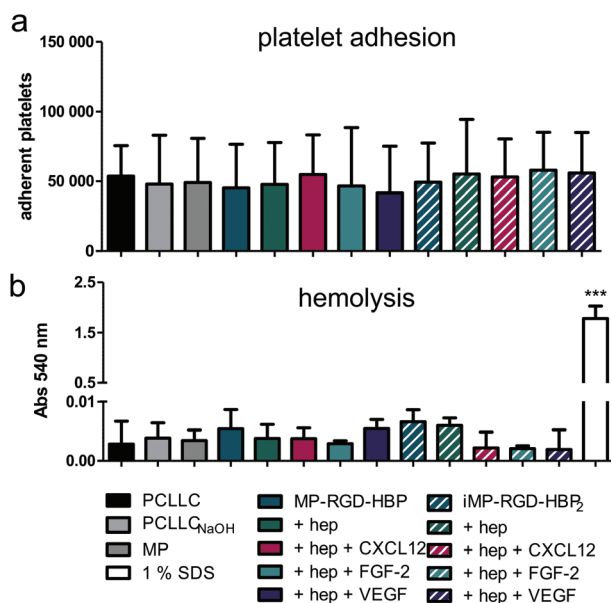 a
platelet adhesion
adherent platelets
150 000
100 000
50 000
0
b
hemolysis
Abs 540 nm
2.5
1.5
0.5
0.01
0.00
***
PCLLC
PCLLC_NaOH
MP
1 % SDS
MP-RGD-HBP
+ hep
+ hep + CXCL12
+ hep + FGF-2
+ hep + VEGF
iMP-RGD-HBP₂
+ hep
+ hep + CXCL12
+ hep + FGF-2
+ hep + VEGF